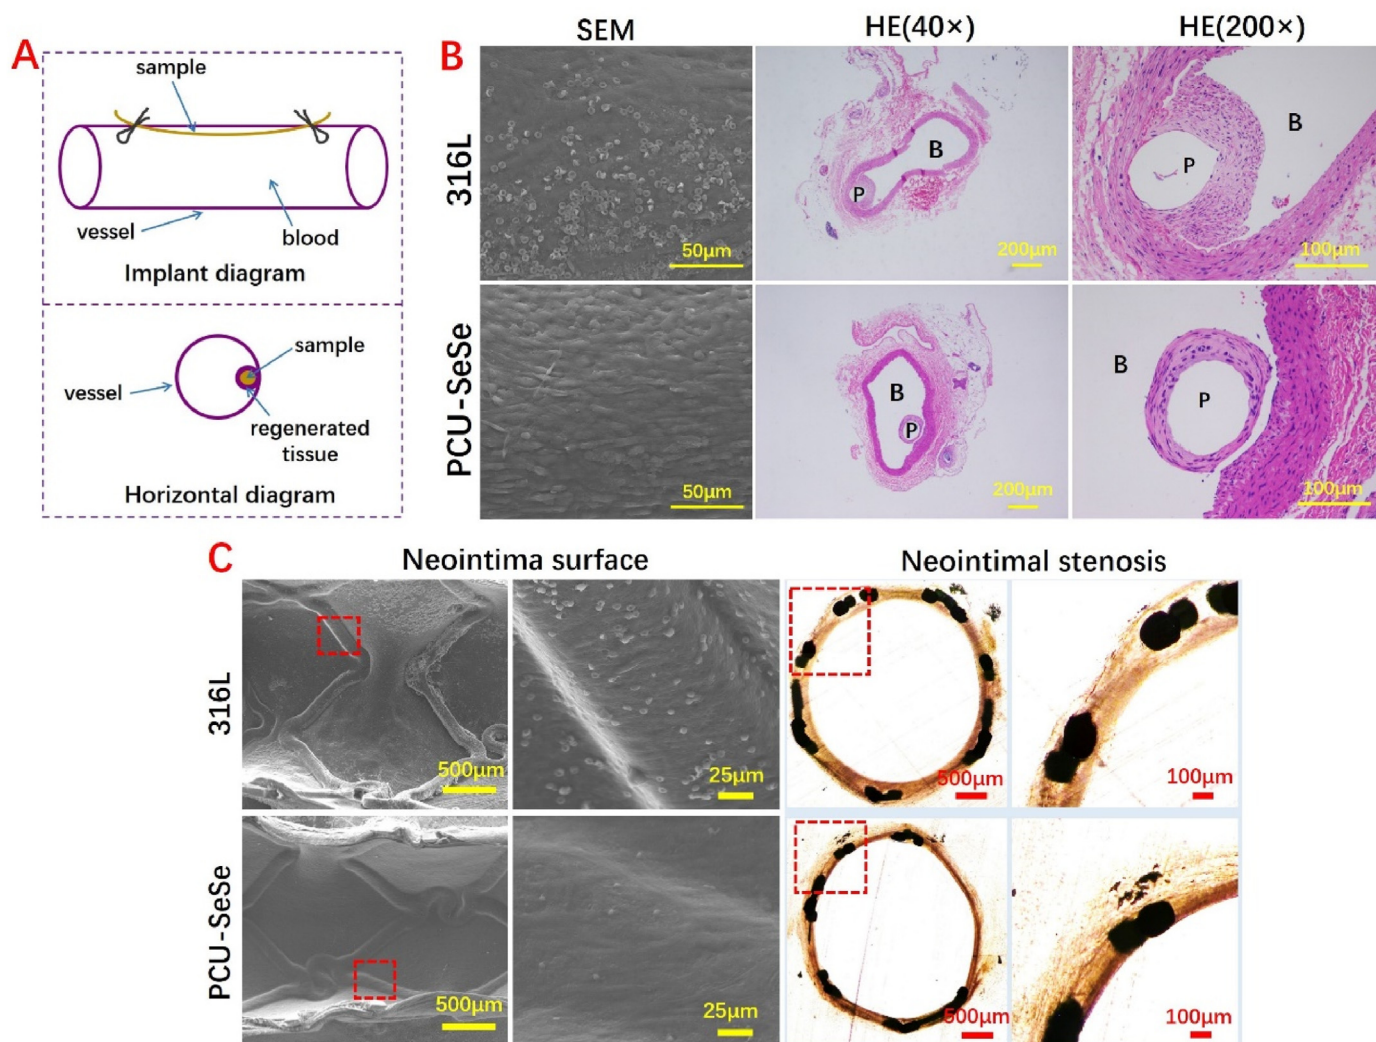 A
sample
vessel
blood
Implant diagram
sample
vessel
regenerated
tissue
Horizontal diagram
B
SEM
HE(40×)
HE(200×)
316L
50μm
B
P
200μm
B
P
100μm
PCU-SeSe
50μm
B
P
200μm
B
P
100μm
C
Neointima surface
Neointimal stenosis
316L
500μm
25μm
500μm
100μm
PCU-SeSe
500μm
25μm
500μm
100μm